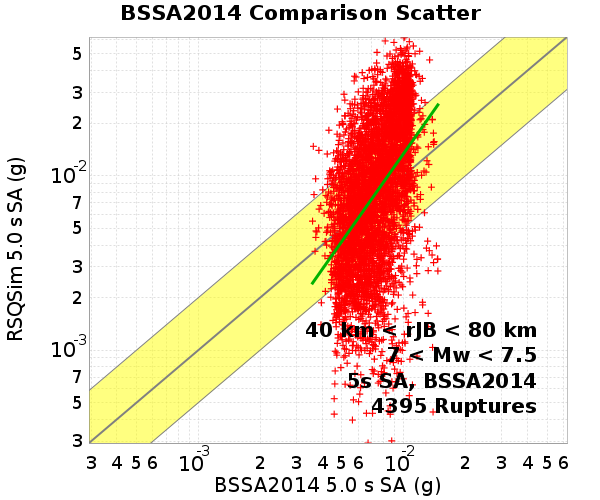 BSSA2014 Comparison Scatter
RSQSim 5.0 s SA (g)
5
3
2
10-2
7
5
3
2
10-3
7
5
3
40 km < rJB < 80 km
7 < Mw < 7.5
5s SA, BSSA2014
4395 Ruptures
3 4 5 6 10-3 2 3 4 5 6 10-2 2 3 4 5 6
BSSA2014 5.0 s SA (g)